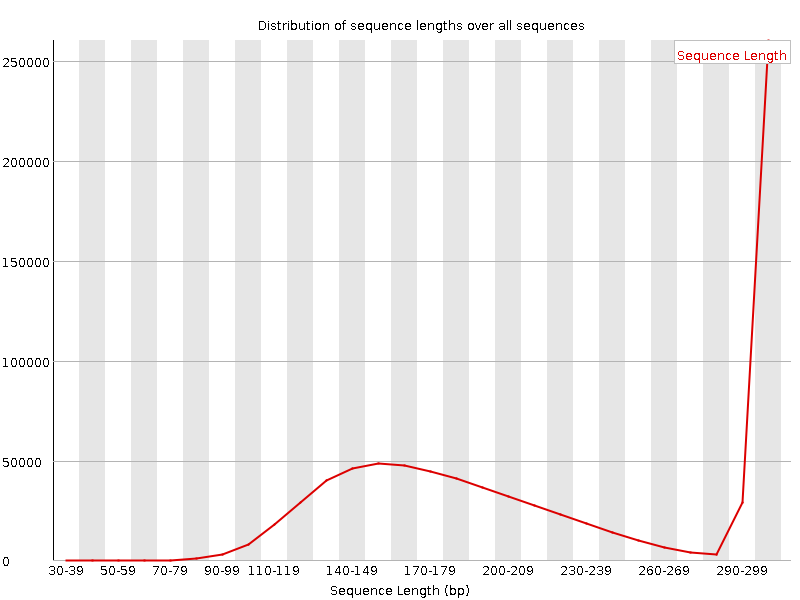 Distribution of sequence lengths over all sequences
Sequence Length
250000
200000
150000
100000
50000
0
30-39 50-59 70-79 90-99 110-119 140-149 170-179 200-209 230-239 260-269 290-299
Sequence Length (bp)